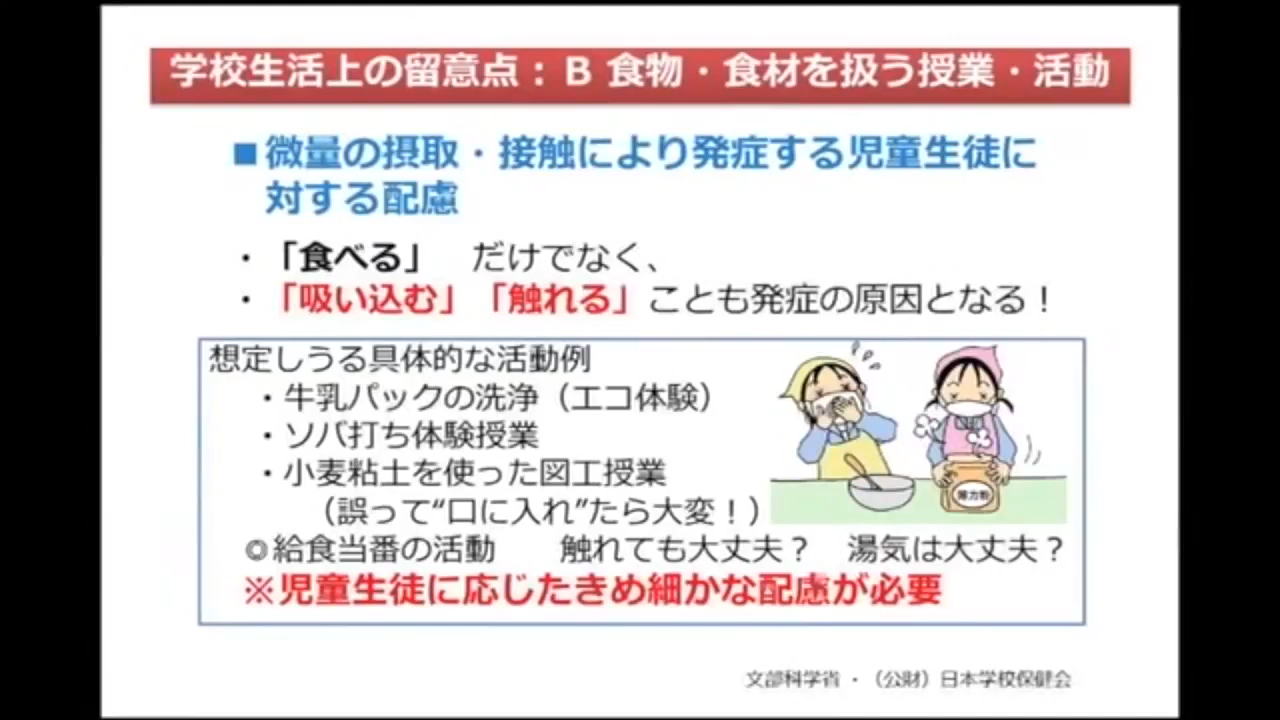 学校生活上の留意点：B 食物・食材を扱う授業・活動
■微量の摂取・接触により発症する児童生徒に
対する配慮
・「食べる」　だけでなく、
・「吸い込む」「触れる」ことも発症の原因となる！
想定しうる具体的な活動例
・牛乳パックの洗浄（エコ体験）
・ソバ打ち体験授業
・小麦粘土を使った図工授業
（誤って“口に入れ”たら大変！）
◎給食当番の活動　　触れても大丈夫？　湯気は大丈夫？
※児童生徒に応じたきめ細かな配慮が必要
薄力粉
文部科学省・（公財）日本学校保健会